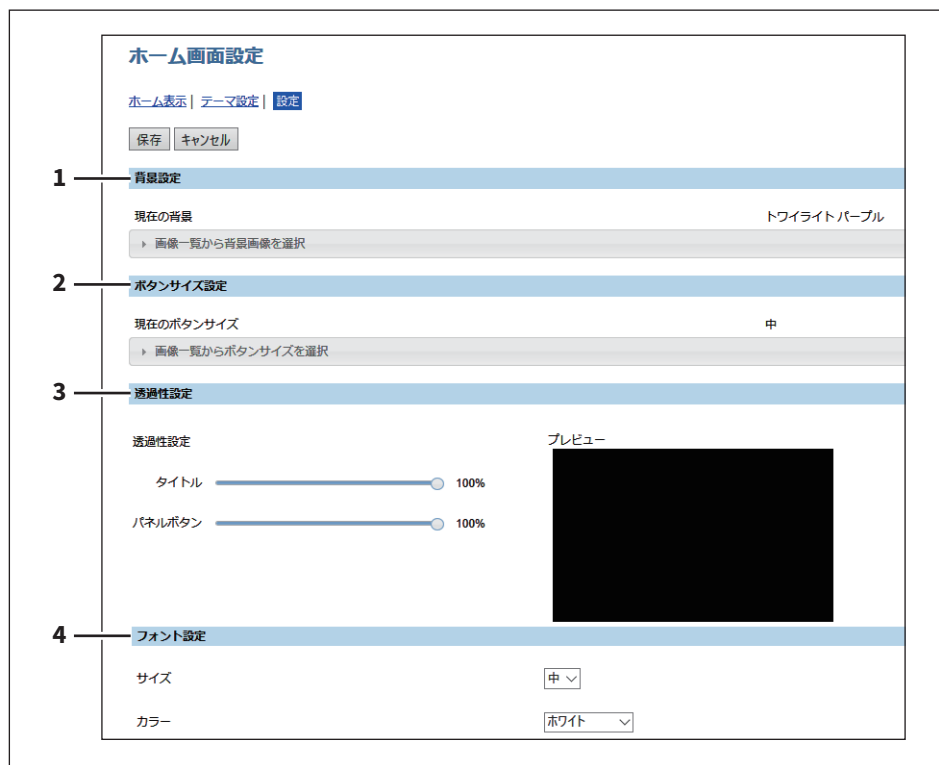 ホーム画面設定
ホーム表示 | テーマ設定 | 設定
保存 キャンセル
1 背景設定
現在の背景 トワイライト パープル
画像一覧から背景画像を選択
2 ボタンサイズ設定
現在のボタンサイズ 中
画像一覧からボタンサイズを選択
3 透過性設定
透過性設定 プレビュー
タイトル 100%
パネルボタン 100%
4 フォント設定
サイズ 中
カラー ホワイト